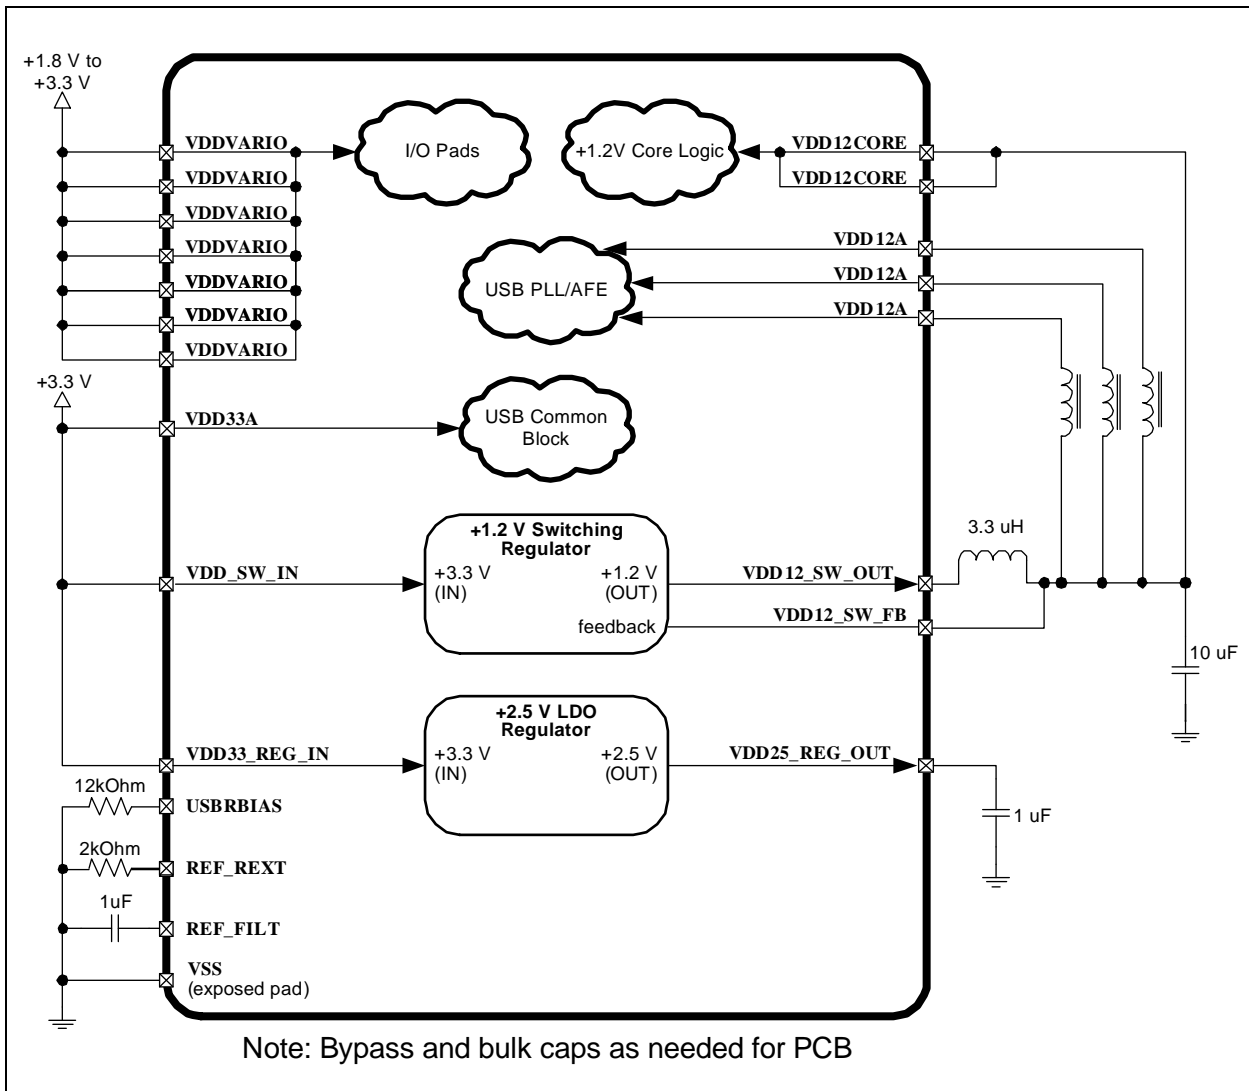 +1.8 V to
+3.3 V
VDDVARIO
VDDVARIO
VDDVARIO
VDDVARIO
VDDVARIO
VDDVARIO
VDDVARIO
I/O Pads
+1.2V Core Logic
VDD12CORE
VDD12CORE
VDD12A
VDD12A
VDD12A
USB PLL/AFE
+3.3 V
VDD33A
USB Common
Block
+1.2 V Switching
Regulator
VDD_SW_IN
+3.3 V
(IN)
+1.2 V
(OUT)
feedback
VDD12_SW_OUT
VDD12_SW_FB
3.3 uH
10 uF
+2.5 V LDO
Regulator
VDD33_REG_IN
+3.3 V
(IN)
+2.5 V
(OUT)
VDD25_REG_OUT
1 uF
12kOhm
USBRBIAS
2kOhm
REF_REXT
1uF
REF_FILT
VSS
(exposed pad)
Note: Bypass and bulk caps as needed for PCB